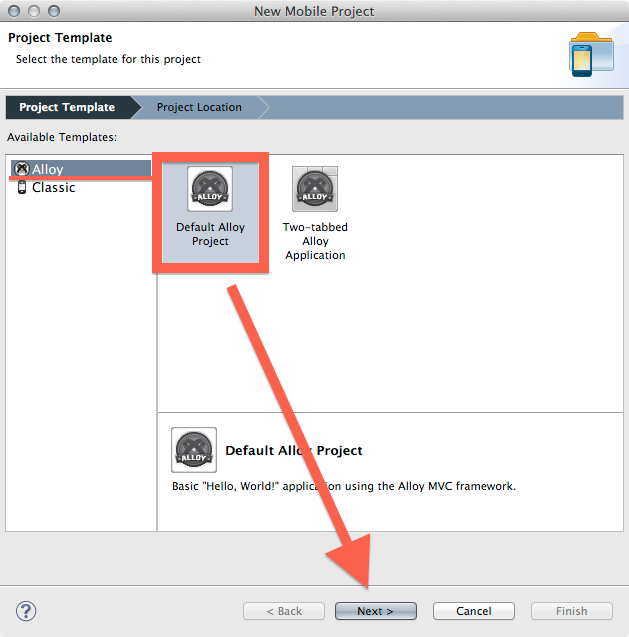 New Mobile Project
Project Template
Select the template for this project
Project Template Project Location
Available Templates:
Alloy
Classic
ALLOY
Default Alloy
Project
ALLOY
Two-tabbed
Alloy
Application
ALLOY
Default Alloy Project
Basic "Hello, World!" application using the Alloy MVC framework.
? < Back Next > Cancel Finish